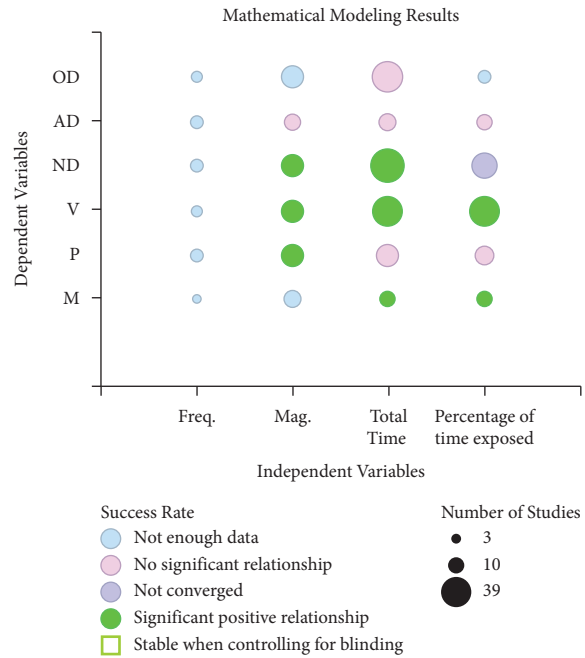 Mathematical Modeling Results
Dependent Variables
OD
AD
ND
V
P
M
Freq.
Mag.
Total
Time
Percentage of
time exposed
Independent Variables
Success Rate
Not enough data
No significant relationship
Not converged
Significant positive relationship
Stable when controlling for blinding
Number of Studies
3
10
39